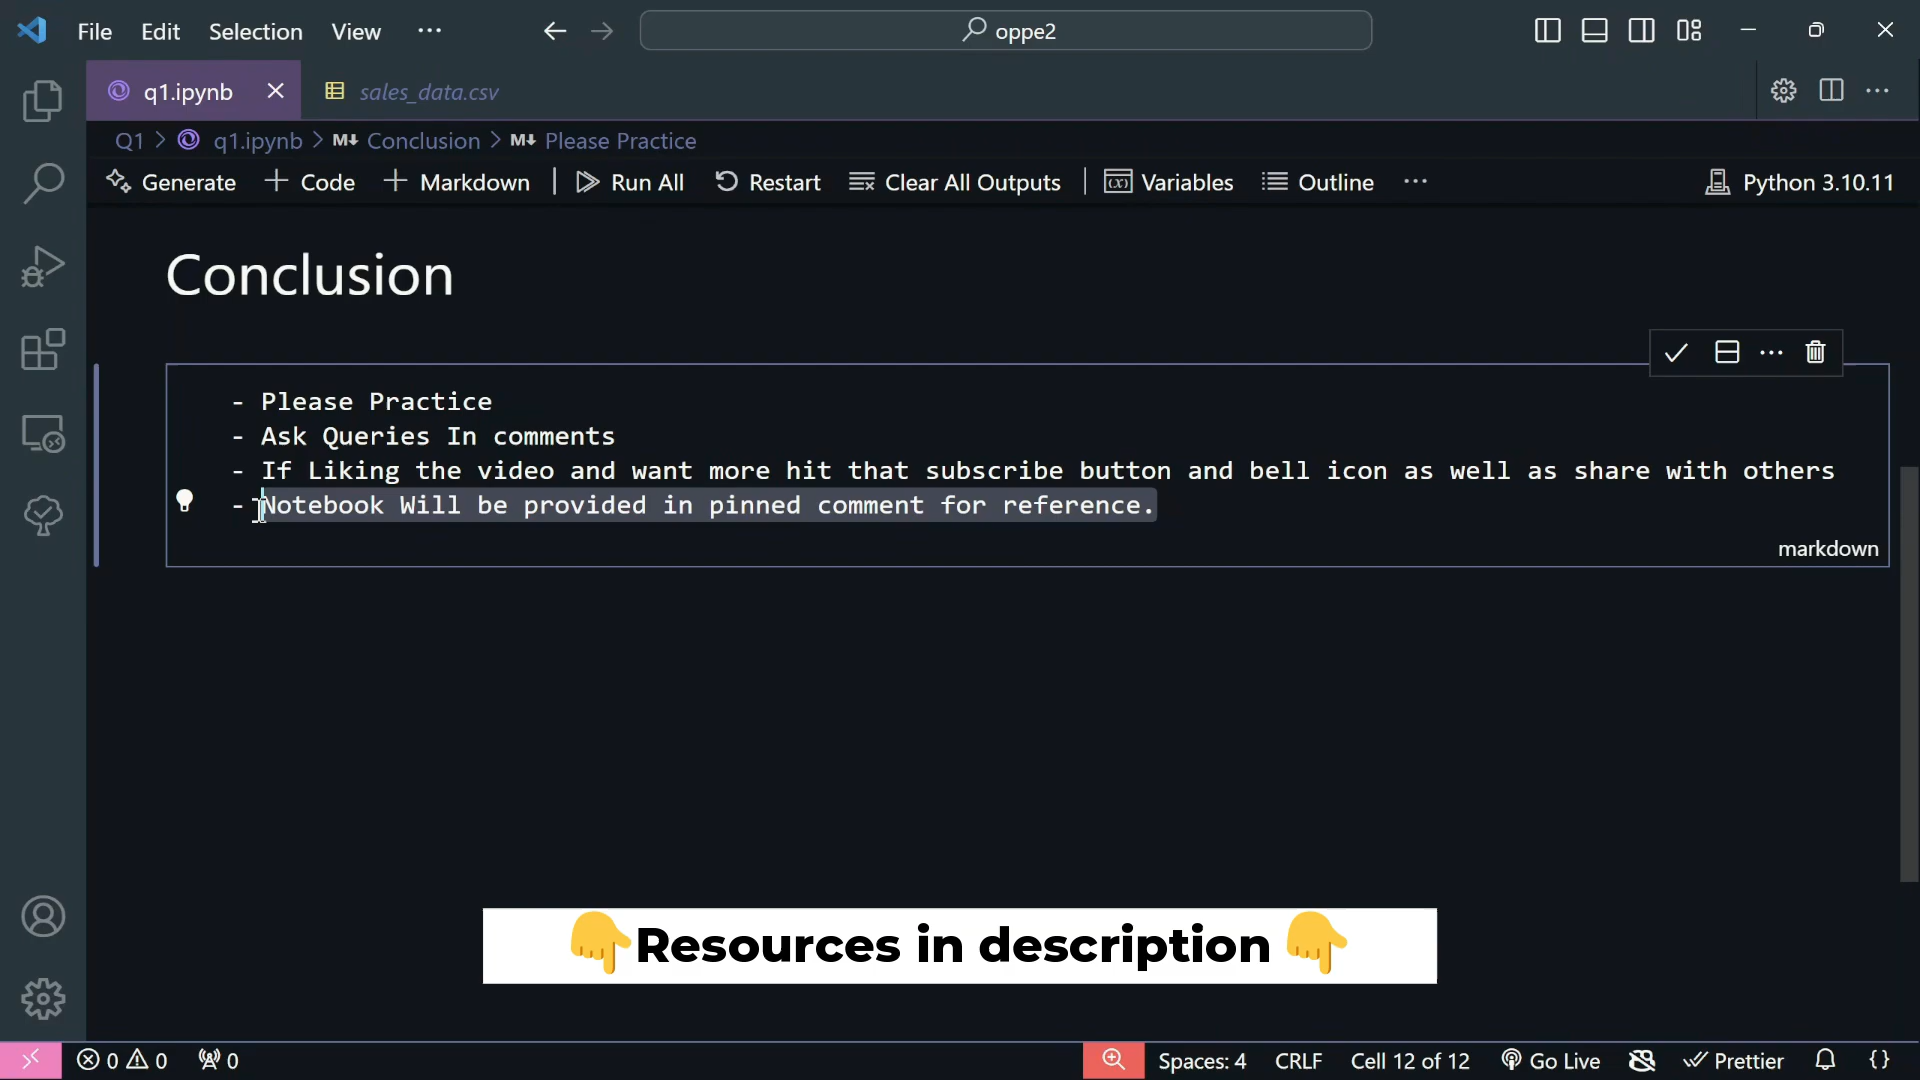 File Edit Selection View ··· oppe2
q1.ipynb sales_data.csv
Q1 > q1.ipynb > M↓ Conclusion > M↓ Please Practice
Generate + Code + Markdown | Run All Restart Clear All Outputs | Variables Outline ··· Python 3.10.11
Conclusion
- Please Practice
- Ask Queries In comments
- If Liking the video and want more hit that subscribe button and bell icon as well as share with others
- Notebook Will be provided in pinned comment for reference.
markdown
👇Resources in description👇
0 0 0 Spaces: 4 CRLF Cell 12 of 12 Go Live Prettier {}